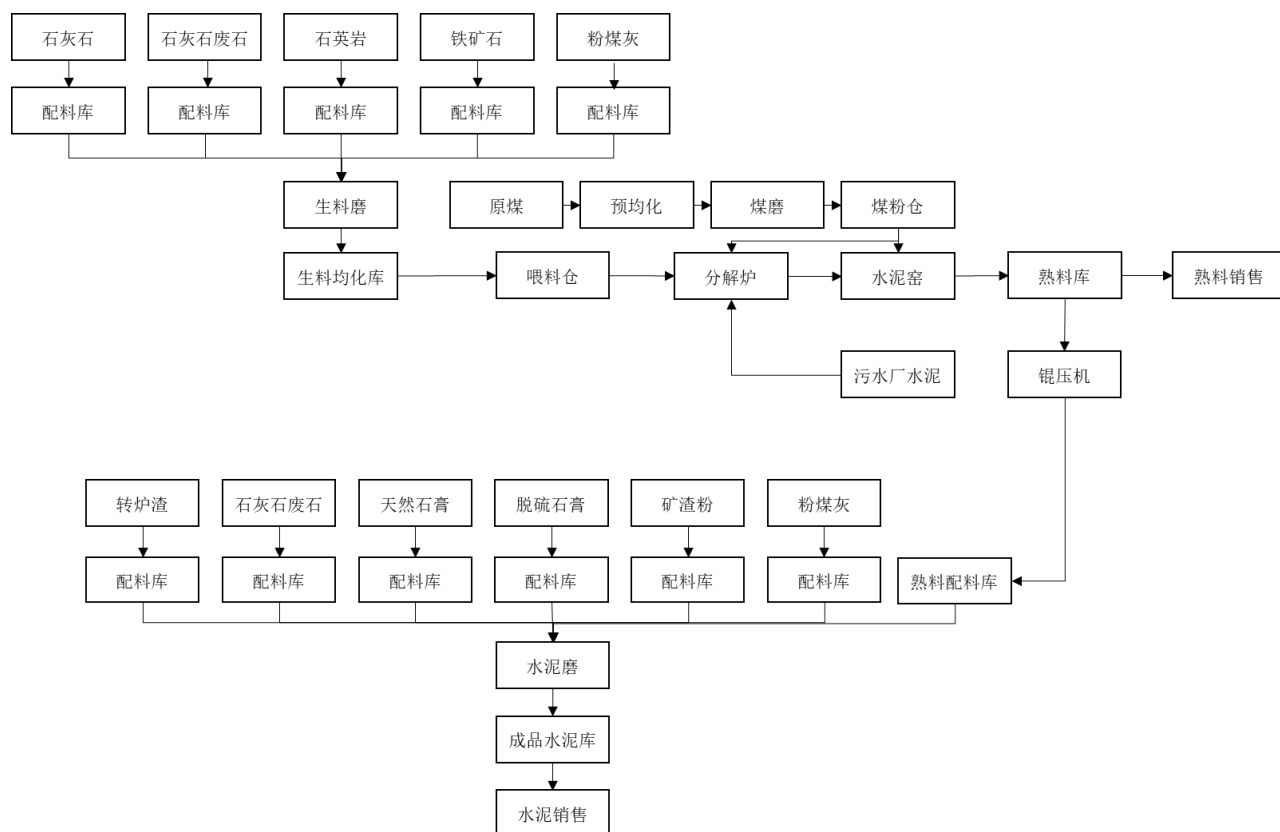 石灰石
石灰石废石
石英岩
铁矿石
粉煤灰
配料库
配料库
配料库
配料库
配料库
生料磨
原煤
预均化
煤磨
煤粉仓
生料均化库
喂料仓
分解炉
水泥窑
熟料库
熟料销售
污水厂水泥
锟压机
转炉渣
石灰石废石
天然石膏
脱硫石膏
矿渣粉
粉煤灰
配料库
配料库
配料库
配料库
配料库
配料库
熟料配料库
水泥磨
成品水泥库
水泥销售